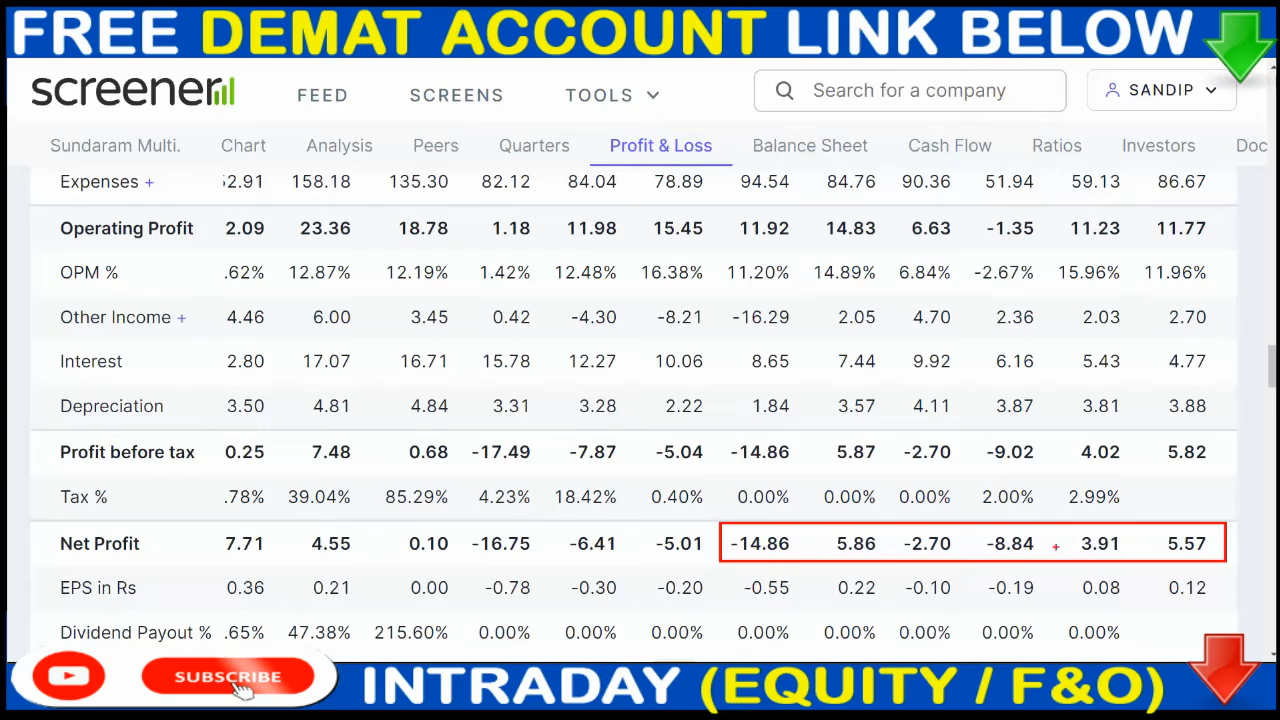 FREE DEMAT ACCOUNT LINK BELOW
screener
FEED SCREENS TOOLS Search for a company SANDIP
Sundaram Multi. Chart Analysis Peers Quarters Profit & Loss Balance Sheet Cash Flow Ratios Investors Doc
Expenses + 52.91 158.18 135.30 82.12 84.04 78.89 94.54 84.76 90.36 51.94 59.13 86.67
Operating Profit 2.09 23.36 18.78 1.18 11.98 15.45 11.92 14.83 6.63 -1.35 11.23 11.77
OPM % .62% 12.87% 12.19% 1.42% 12.48% 16.38% 11.20% 14.89% 6.84% -2.67% 15.96% 11.96%
Other Income + 4.46 6.00 3.45 0.42 -4.30 -8.21 -16.29 2.05 4.70 2.36 2.03 2.70
Interest 2.80 17.07 16.71 15.78 12.27 10.06 8.65 7.44 9.92 6.16 5.43 4.77
Depreciation 3.50 4.81 4.84 3.31 3.28 2.22 1.84 3.57 4.11 3.87 3.81 3.88
Profit before tax 0.25 7.48 0.68 -17.49 -7.87 -5.04 -14.86 5.87 -2.70 -9.02 4.02 5.82
Tax % .78% 39.04% 85.29% 4.23% 18.42% 0.40% 0.00% 0.00% 0.00% 2.00% 2.99%
Net Profit 7.71 4.55 0.10 -16.75 -6.41 -5.01 -14.86 5.86 -2.70 -8.84 3.91 5.57
EPS in Rs 0.36 0.21 0.00 -0.78 -0.30 -0.20 -0.55 0.22 -0.10 -0.19 0.08 0.12
Dividend Payout % .65% 47.38% 215.60% 0.00% 0.00% 0.00% 0.00% 0.00% 0.00% 0.00% 0.00%
SUBSCRIBE
INTRADAY (EQUITY / F&O)